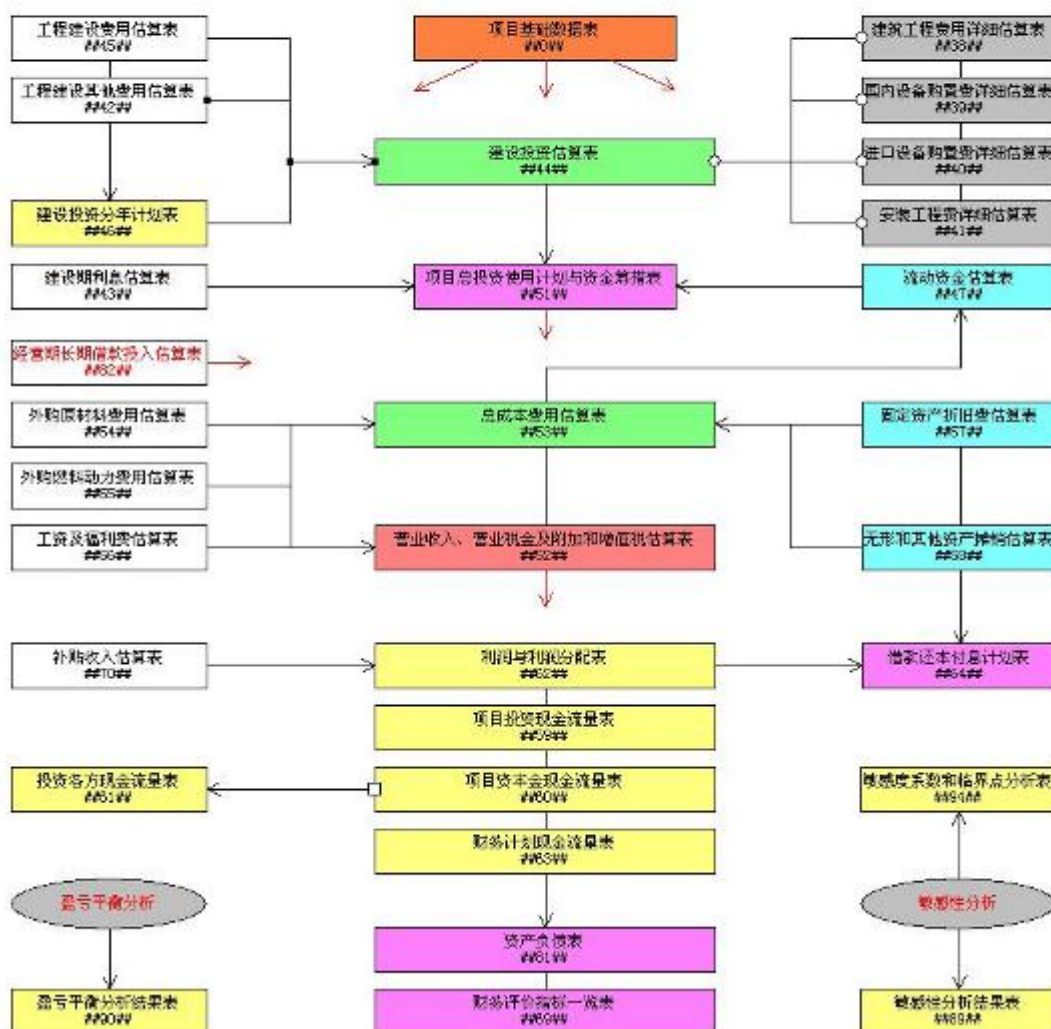 工程建设费用估算表
##45##
项目基础数据表
##0##
建筑工程费用详细估算表
##38##
工程建设其他费用估算表
##42##
国内设备购置费详细估算表
##39##
建设投资估算表
##44##
进口设备购置费详细估算表
##40##
建设投资分年计划表
##46##
安装工程费详细估算表
##41##
建设期利息估算表
##43##
项目总投资使用计划与资金筹措表
##51##
流动资金估算表
##47##
经营期长期借款投入估算表
##82##
外购原材料费用估算表
##54##
总成本费用估算表
##53##
固定资产折旧费估算表
##57##
外购燃料动力费用估算表
##55##
工资及福利费估算表
##56##
营业收入、营业税金及附加和增值税估算表
##52##
无形和其他资产摊销估算表
##58##
补贴收入估算表
##70##
利润与利润分配表
##62##
借款还本付息计划表
##64##
项目投资现金流量表
##59##
投资各方现金流量表
##61##
项目资本金现金流量表
##60##
敏感度系数和临界点分析表
##94##
财务计划现金流量表
##63##
盈亏平衡分析
敏感性分析
资产负债表
##81##
盈亏平衡分析结果表
##90##
财务评价指标一览表
##69##
敏感性分析结果表
##89##